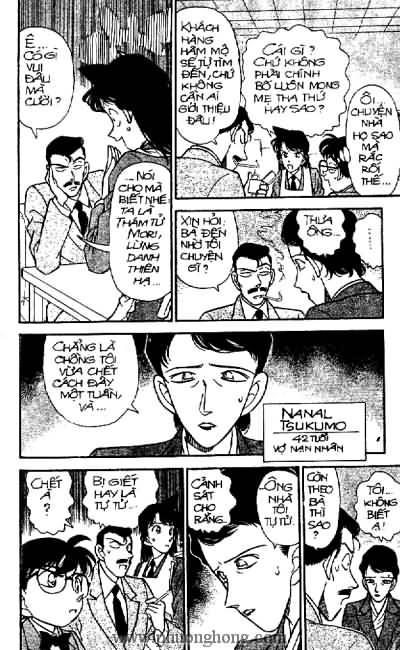 Ê...
CÓ GÌ
VUI
ĐÂU
MÀ
CƯỜI?
...NÓI
CHO MÀ
BIẾT NHÉ
TA LÀ
THÁM TỬ
MORI,
LỪNG
DANH
THIÊN
HẠ...
KHÁCH
HÀNG
HÂM MỘ
SẼ TỰ TÌM
ĐẾN, CHỨ
KHÔNG
CẦN AI
GIỚI THIỆU
ĐÂU!
CÁI GÌ?
CHỨ KHÔNG
PHẢI CHÍNH
BỐ LUÔN MONG
MẸ THA THỨ
HAY SAO?
ÔI...
CHUYỆN
NHÀ
HỌ SAO
MÀ
RẮC
RỐI
THẾ...
XIN HỎI:
BÀ ĐẾN
NHỜ TÔI
CHUYỆN
GÌ?
THƯA
ÔNG...
CHẲNG LÀ
CHỒNG TÔI
VỪA CHẾT
CÁCH ĐÂY
MỘT TUẦN,
VÀ...
NANAL
TSUKUMO
42 TUỔI
VỢ NẠN NHÂN
CHẾT
À
?
BỊ GIẾT
HAY LÀ
TỰ TỬ...
CẢNH
SÁT
CHO
RẰNG...
...ÔNG
NHÀ
TÔI
TỰ TỬ.
CÒN
THEO
BÀ
THÌ
SAO?
TÔI...
...KHÔNG
BIẾT
Ạ!
www.phuonghong.com